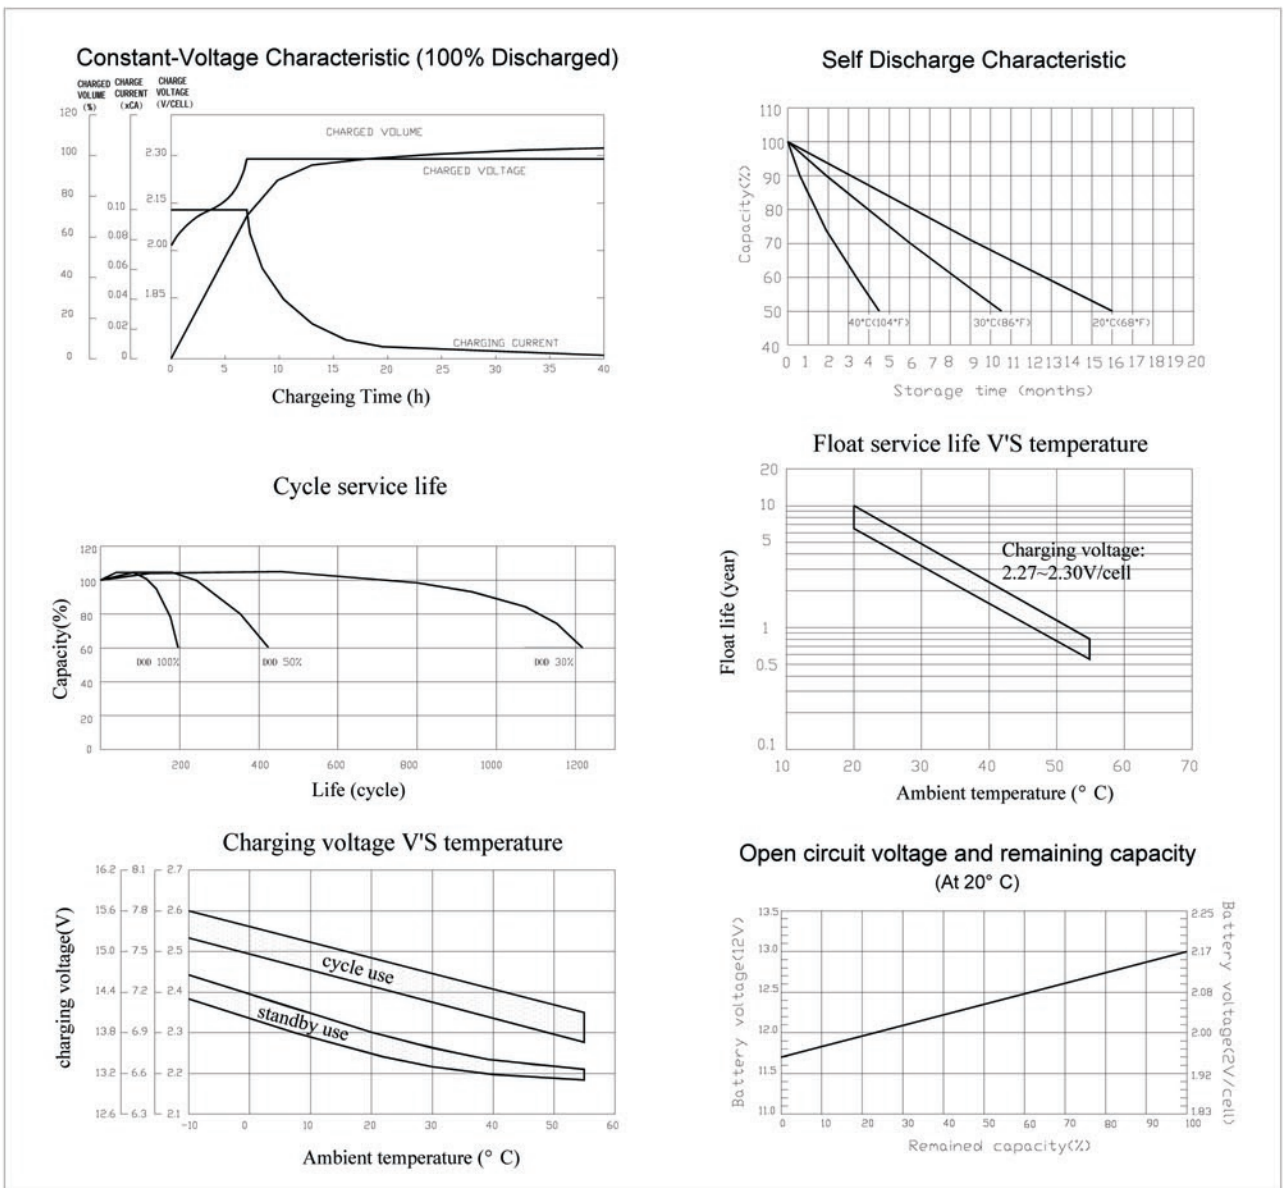 Constant-Voltage Characteristic (100% Discharged)
CHARGED CHARGE CHARGE
VOLUME CURRENT VOLTAGE
(%) (xCA) (V/CELL)
120
CHARGED VOLUME
100 2.30
CHARGED VOLTAGE
80 0.10 2.15
60 0.08 2.00
0.06
40 0.04 1.85
20 0.02
CHARGING CURRENT
0 0
0 5 10 15 20 25 30 35 40
Chargeing Time (h)
Self Discharge Characteristic
110
100
90
80
70
60
50
40
Capacity(%)
40°C(104°F) 30°C(86°F) 20°C(68°F)
0 1 2 3 4 5 6 7 8 9 10 11 12 13 14 15 16 17 18 19 20
Storage time (months)
Cycle service life
120
100
80
60
40
20
0
Capacity(%)
DOD 100% DOD 50% DOD 30%
200 400 600 800 1000 1200
Life (cycle)
Float service life V'S temperature
20
10
5
1
0.5
0.1
Float life (year)
Charging voltage:
2.27~2.30V/cell
10 20 30 40 50 60 70
Ambient temperature (° C)
Charging voltage V'S temperature
16.2 8.1 2.7
15.6 7.8 2.6
15.0 7.5 2.5
14.4 7.2 2.4
13.8 6.9 2.3
13.2 6.6 2.2
12.6 6.3 2.1
charging voltage(V)
cycle use
standby use
-10 0 10 20 30 40 50 60
Ambient temperature (° C)
Open circuit voltage and remaining capacity
(At 20° C)
13.5 2.25
13.0 2.17
12.5 2.08
12.0 2.00
11.5 1.92
11.0 1.83
Battery voltage(12V)
Battery voltage(2V/cell)
0 10 20 30 40 50 60 70 80 90 100
Remained capacity(%)